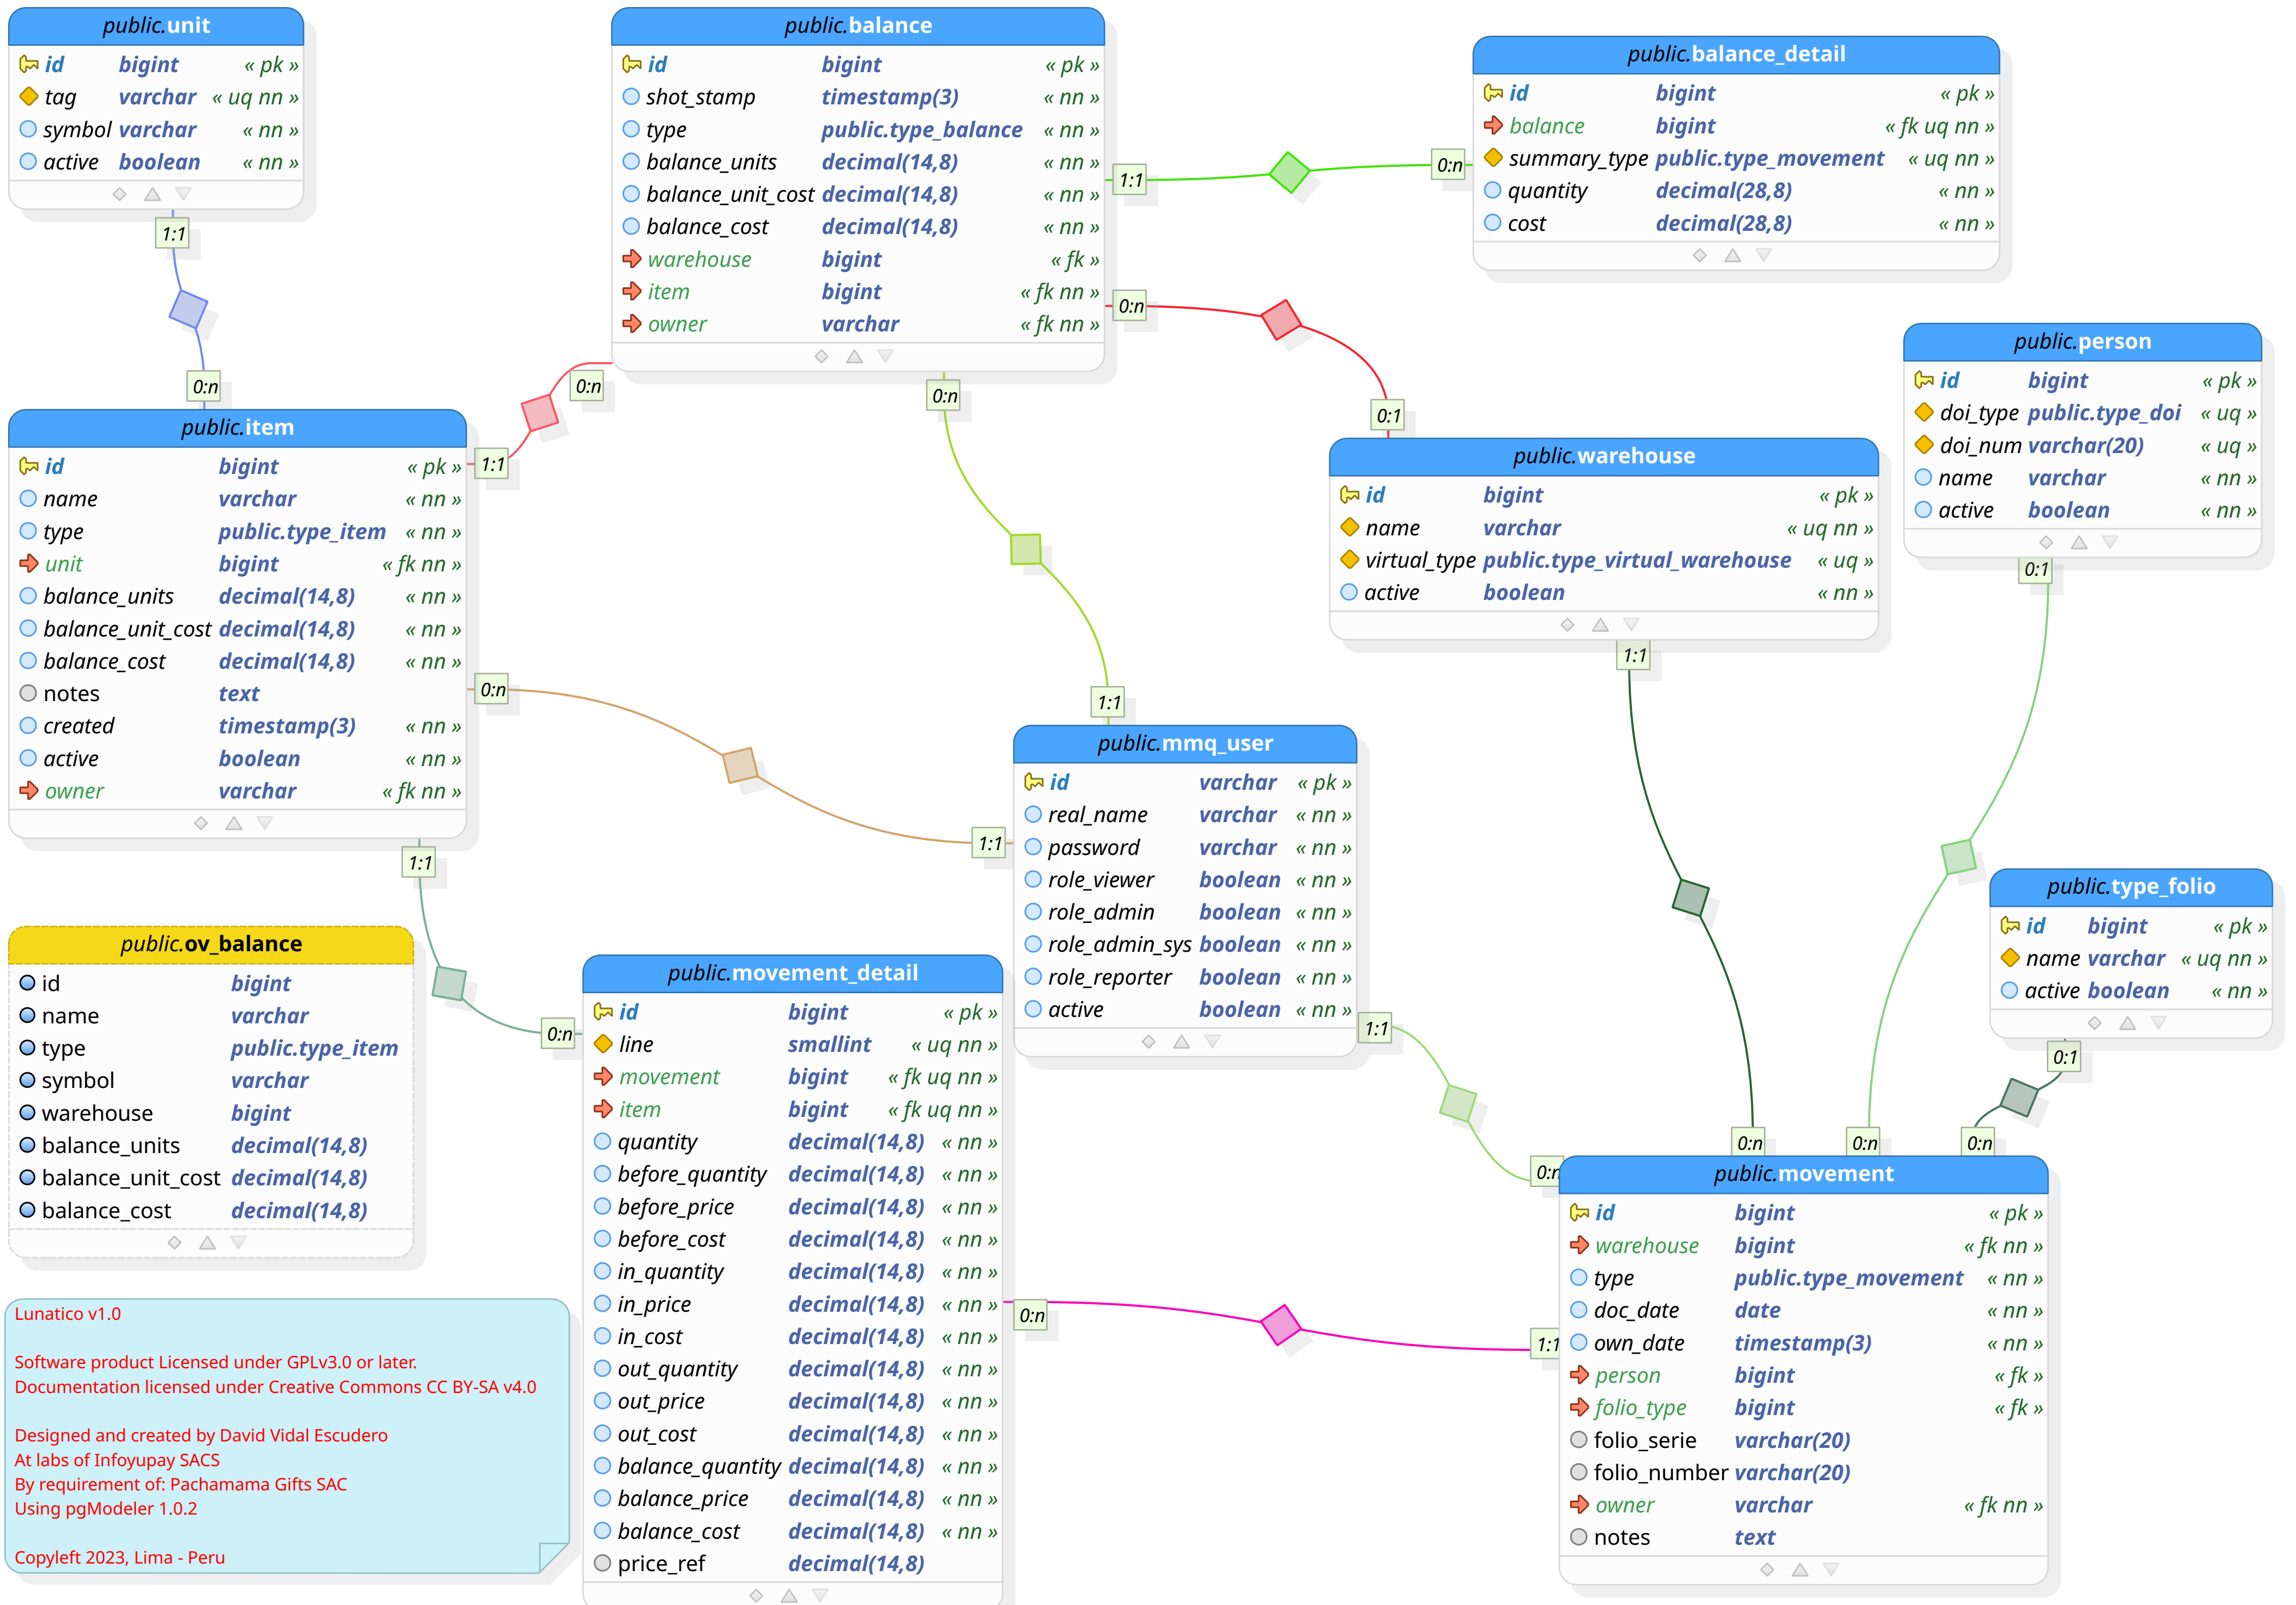 public.unit
id bigint « pk »
tag varchar « uq nn »
symbol varchar « nn »
active boolean « nn »
1:1
0:n
public.balance
id bigint « pk »
shot_stamp timestamp(3) « nn »
type public.type_balance « nn »
balance_units decimal(14,8) « nn »
balance_unit_cost decimal(14,8) « nn »
balance_cost decimal(14,8) « nn »
warehouse bigint « fk »
item bigint « fk nn »
owner varchar « fk nn »
1:1
0:n
public.balance_detail
id bigint « pk »
balance bigint « fk uq nn »
summary_type public.type_movement « uq nn »
quantity decimal(28,8) « nn »
cost decimal(28,8) « nn »
0:n
0:1
0:n
1:1
0:n
1:1
public.person
id bigint « pk »
doi_type public.type_doi « uq »
doi_num varchar(20) « uq »
name varchar « nn »
active boolean « nn »
0:1
public.item
id bigint « pk »
name varchar « nn »
type public.type_item « nn »
unit bigint « fk nn »
balance_units decimal(14,8) « nn »
balance_unit_cost decimal(14,8) « nn »
balance_cost decimal(14,8) « nn »
notes text
created timestamp(3) « nn »
active boolean « nn »
owner varchar « fk nn »
0:n
1:1
1:1
0:n
public.warehouse
id bigint « pk »
name varchar « uq nn »
virtual_type public.type_virtual_warehouse « uq »
active boolean « nn »
1:1
public.mmq_user
id varchar « pk »
real_name varchar « nn »
password varchar « nn »
role_viewer boolean « nn »
role_admin boolean « nn »
role_admin_sys boolean « nn »
role_reporter boolean « nn »
active boolean « nn »
1:1
0:n
public.type_folio
id bigint « pk »
name varchar « uq nn »
active boolean « nn »
0:1
0:n
0:n
0:n
public.ov_balance
id bigint
name varchar
type public.type_item
symbol varchar
warehouse bigint
balance_units decimal(14,8)
balance_unit_cost decimal(14,8)
balance_cost decimal(14,8)
public.movement_detail
id bigint « pk »
line smallint « uq nn »
movement bigint « fk uq nn »
item bigint « fk uq nn »
quantity decimal(14,8) « nn »
before_quantity decimal(14,8) « nn »
before_price decimal(14,8) « nn »
before_cost decimal(14,8) « nn »
in_quantity decimal(14,8) « nn »
in_price decimal(14,8) « nn »
in_cost decimal(14,8) « nn »
out_quantity decimal(14,8) « nn »
out_price decimal(14,8) « nn »
out_cost decimal(14,8) « nn »
balance_quantity decimal(14,8) « nn »
balance_price decimal(14,8) « nn »
balance_cost decimal(14,8) « nn »
price_ref decimal(14,8)
0:n
1:1
public.movement
id bigint « pk »
warehouse bigint « fk nn »
type public.type_movement « nn »
doc_date date « nn »
own_date timestamp(3) « nn »
person bigint « fk »
folio_type bigint « fk »
folio_serie varchar(20)
folio_number varchar(20)
owner varchar « fk nn »
notes text
Lunatico v1.0
Software product Licensed under GPLv3.0 or later.
Documentation licensed under Creative Commons CC BY-SA v4.0
Designed and created by David Vidal Escudero
At labs of Infoyupay SACS
By requirement of: Pachamama Gifts SAC
Using pgModeler 1.0.2
Copyleft 2023, Lima - Peru